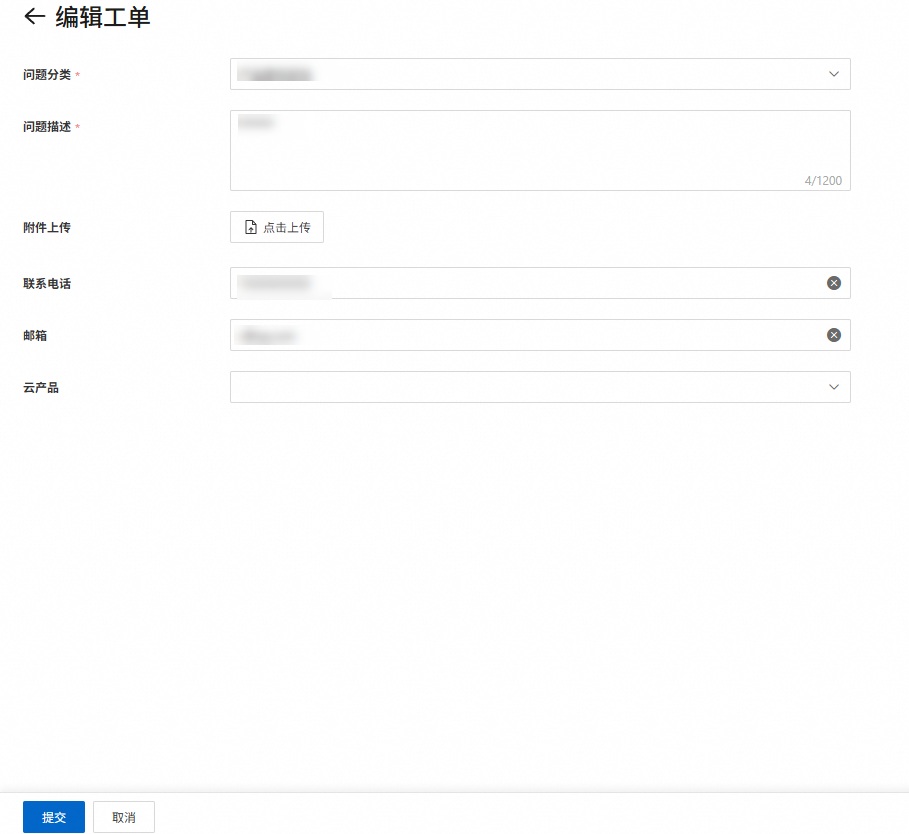 编辑工单
问题分类 *
问题描述 *
4/1200
附件上传
点击上传
联系电话
邮箱
云产品
提交
取消